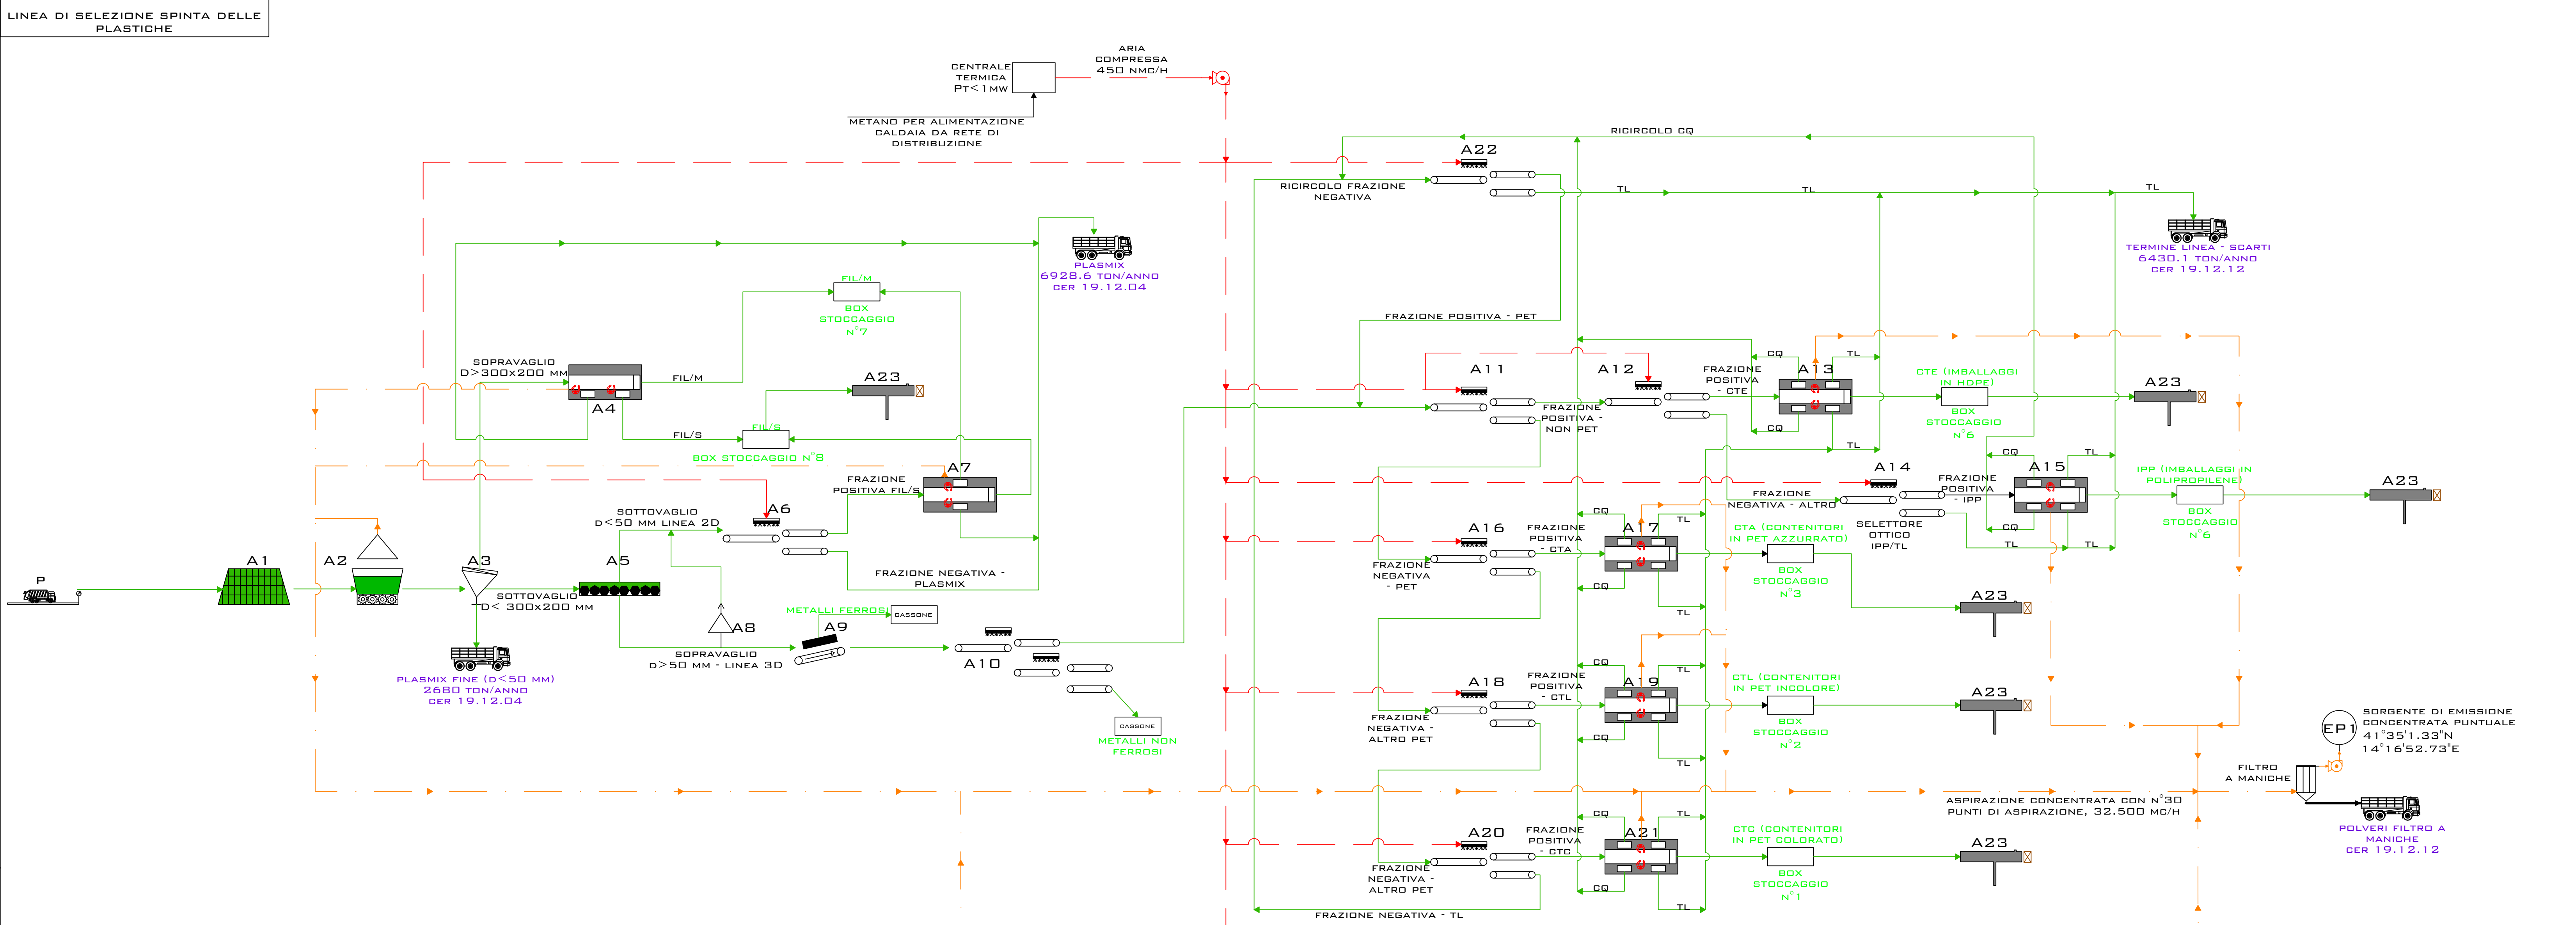 LINEA DI SELEZIONE SPINTA DELLE
PLASTICHE
CENTRALE
TERMICA
PT<1MW
ARIA
COMPRESSA
450 NMC/H
METANO PER ALIMENTAZIONE
CALDAIA DA RETE DI
DISTRIBUZIONE
RICIRCOLO CQ
A22
RICIRCOLO FRAZIONE
NEGATIVA
TL
TL
TL
TERMINE LINEA - SCARTI
6430.1 TON/ANNO
CER 19.12.12
PLASMIX
6928.6 TON/ANNO
CER 19.12.04
FIL/M
BOX
STOCCAGGIO
N°7
FRAZIONE POSITIVA - PET
SOPRAVAGLIO
D>300X200 MM
A4
FIL/M
FIL/S
A23
FIL/S
BOX STOCCAGGIO N°8
A11
A12
FRAZIONE
POSITIVA
- CTE
FRAZIONE
POSITIVA -
NON PET
CQ
TL
A13
CQ
TL
CTE (IMBALLAGGI
IN HDPE)
BOX
STOCCAGGIO
N°6
A23
A7
FRAZIONE
POSITIVA FIL/S
A6
SOTTOVAGLIO
D<50 MM LINEA 2D
FRAZIONE NEGATIVA -
PLASMIX
A14
FRAZIONE
NEGATIVA - ALTRO
FRAZIONE
POSITIVA
- IPP
SELETTORE
OTTICO
IPP/TL
CQ
A15
TL
CQ
TL
TL
IPP (IMBALLAGGI IN
POLIPROPILENE)
BOX
STOCCAGGIO
N°6
A23
P
A1
A2
A3
SOTTOVAGLIO
D< 300X200 MM
A5
PLASMIX FINE (D<50 MM)
2680 TON/ANNO
CER 19.12.04
A8
SOPRAVAGLIO
D>50 MM - LINEA 3D
METALLI FERROSI
CASSONE
A9
A10
CASSONE
METALLI NON
FERROSI
A16
FRAZIONE
NEGATIVA
- PET
FRAZIONE
POSITIVA
- CTA
CQ
A17
TL
CQ
TL
CTA (CONTENITORI
IN PET AZZURRATO)
BOX
STOCCAGGIO
N°3
A23
A18
FRAZIONE
NEGATIVA -
ALTRO PET
FRAZIONE
POSITIVA
- CTL
CQ
A19
TL
CQ
TL
CTL (CONTENITORI
IN PET INCOLORE)
BOX
STOCCAGGIO
N°2
A23
EP1
SORGENTE DI EMISSIONE
CONCENTRATA PUNTUALE
41°35'1.33"N
14°16'52.73"E
FILTRO
A MANICHE
ASPIRAZIONE CONCENTRATA CON N°30
PUNTI DI ASPIRAZIONE, 32.500 MC/H
POLVERI FILTRO A
MANICHE
CER 19.12.12
A20
FRAZIONE
NEGATIVA -
ALTRO PET
FRAZIONE
POSITIVA
- CTC
CQ
A21
TL
CQ
TL
CTC (CONTENITORI
IN PET COLORATO)
BOX
STOCCAGGIO
N°1
A23
FRAZIONE NEGATIVA - TL